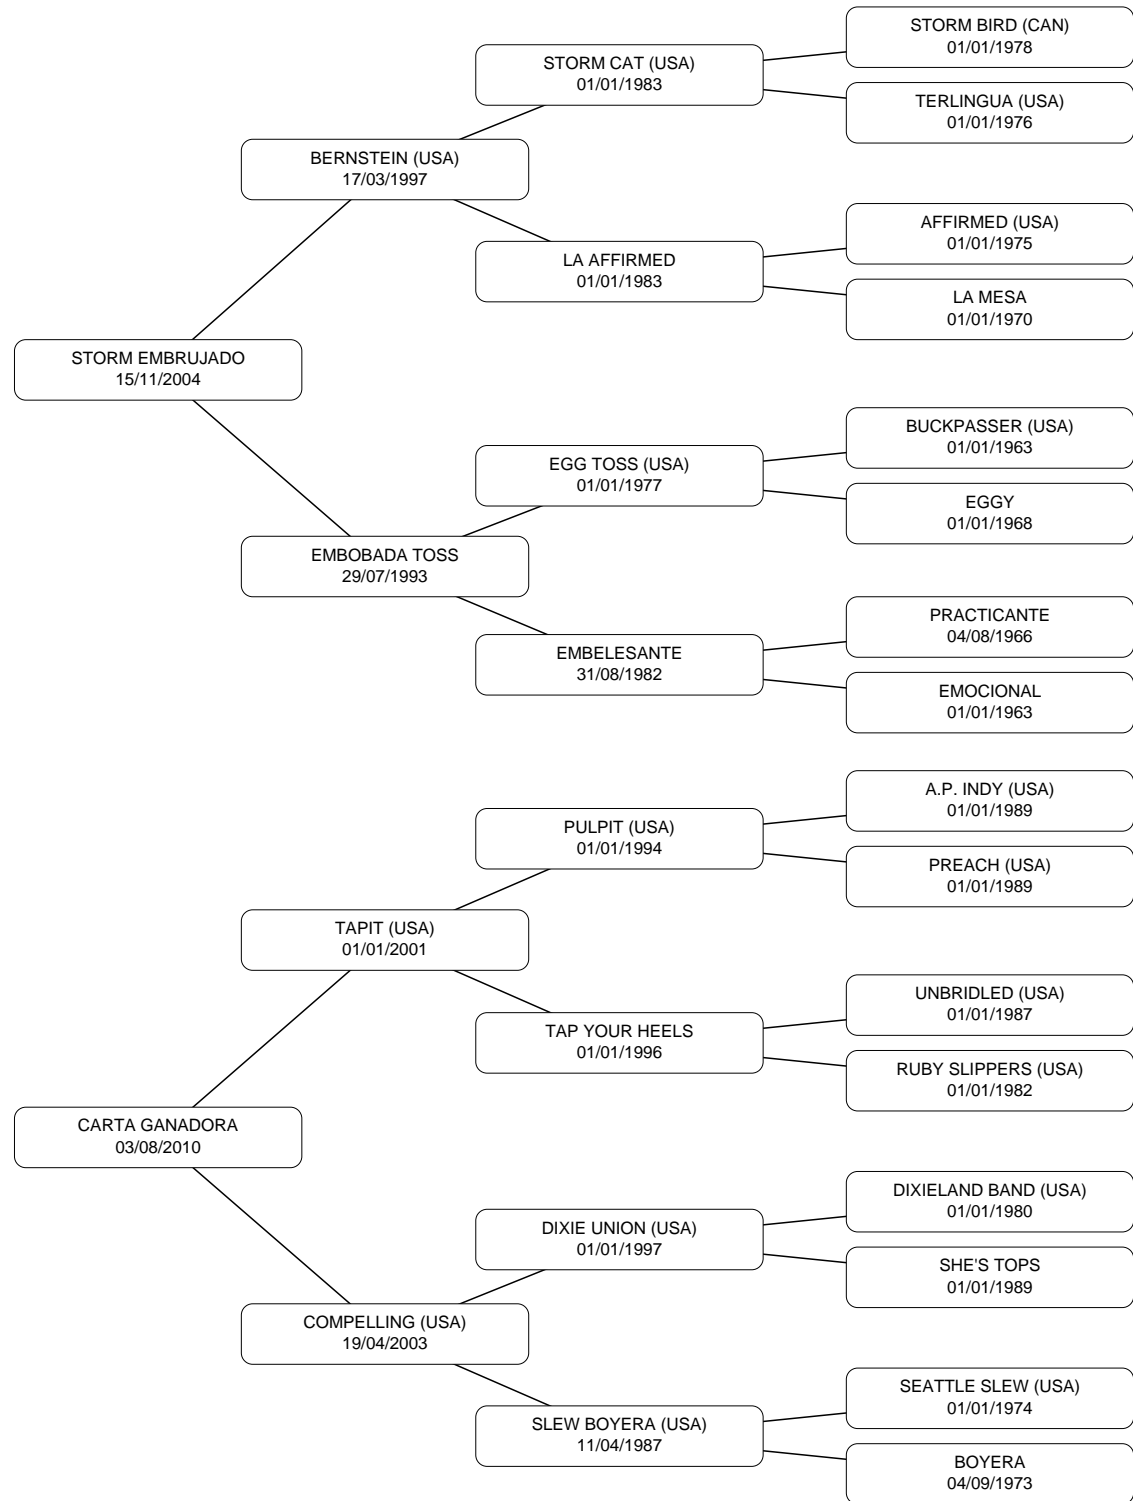 STORM BIRD (CAN)
01/01/1978
STORM CAT (USA)
01/01/1983
TERLINGUA (USA)
01/01/1976
BERNSTEIN (USA)
17/03/1997
AFFIRMED (USA)
01/01/1975
LA AFFIRMED
01/01/1983
LA MESA
01/01/1970
STORM EMBRUJADO
15/11/2004
BUCKPASSER (USA)
01/01/1963
EGG TOSS (USA)
01/01/1977
EGGY
01/01/1968
EMBOBADA TOSS
29/07/1993
PRACTICANTE
04/08/1966
EMBELESANTE
31/08/1982
EMOCIONAL
01/01/1963
A.P. INDY (USA)
01/01/1989
PULPIT (USA)
01/01/1994
PREACH (USA)
01/01/1989
TAPIT (USA)
01/01/2001
UNBRIDLED (USA)
01/01/1987
TAP YOUR HEELS
01/01/1996
RUBY SLIPPERS (USA)
01/01/1982
CARTA GANADORA
03/08/2010
DIXIELAND BAND (USA)
01/01/1980
DIXIE UNION (USA)
01/01/1997
SHE'S TOPS
01/01/1989
COMPELLING (USA)
19/04/2003
SEATTLE SLEW (USA)
01/01/1974
SLEW BOYERA (USA)
11/04/1987
BOYERA
04/09/1973